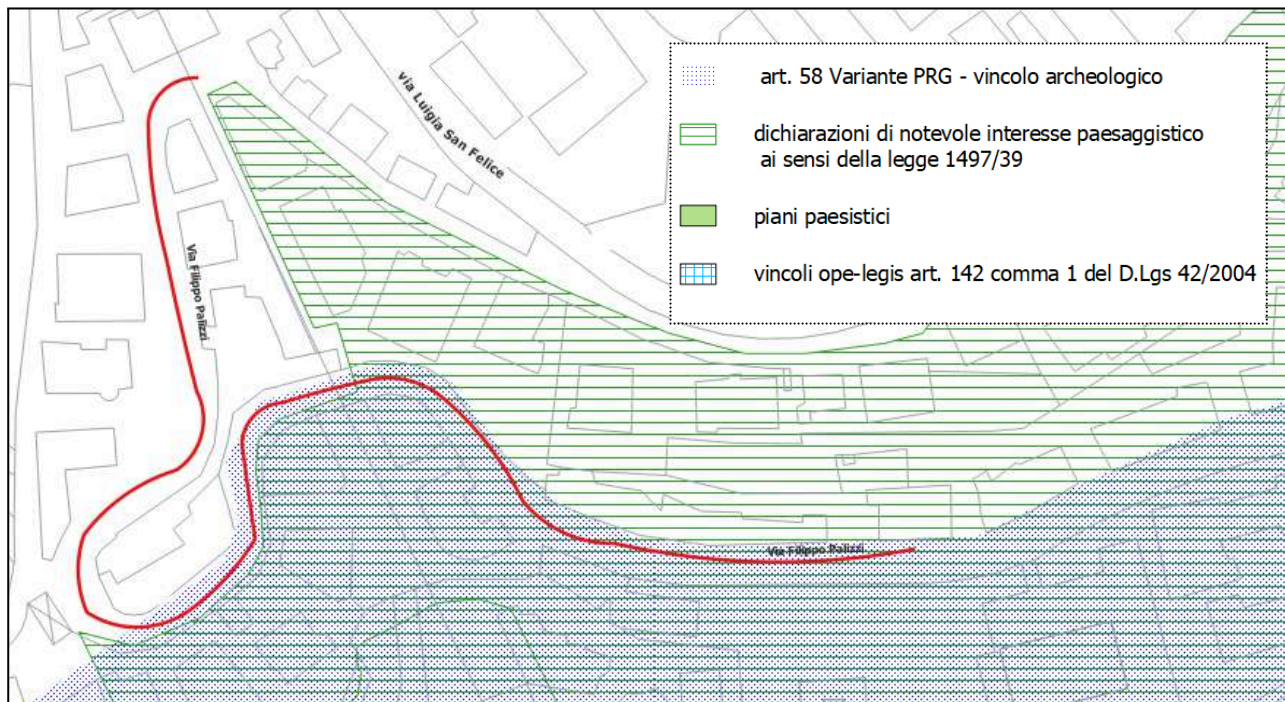 art. 58 Variante PRG - vincolo archeologico
dichiarazioni di notevole interesse paesaggistico
ai sensi della legge 1497/39
piani paesistici
vincoli ope-legis art. 142 comma 1 del D.Lgs 42/2004
via Luigia San Felice
Via Filippo Palizzi
Via Filippo Palizzi